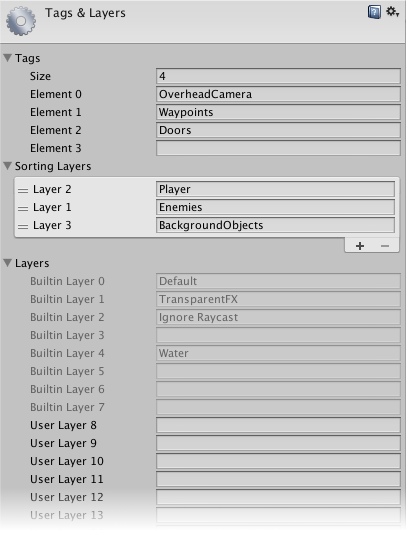 Tags & Layers
Tags
Size 4
Element 0 OverheadCamera
Element 1 Waypoints
Element 2 Doors
Element 3
Sorting Layers
Layer 2 Player
Layer 1 Enemies
Layer 3 BackgroundObjects
+ −
Layers
Builtin Layer 0 Default
Builtin Layer 1 TransparentFX
Builtin Layer 2 Ignore Raycast
Builtin Layer 3
Builtin Layer 4 Water
Builtin Layer 5
Builtin Layer 6
Builtin Layer 7
User Layer 8
User Layer 9
User Layer 10
User Layer 11
User Layer 12
User Layer 13